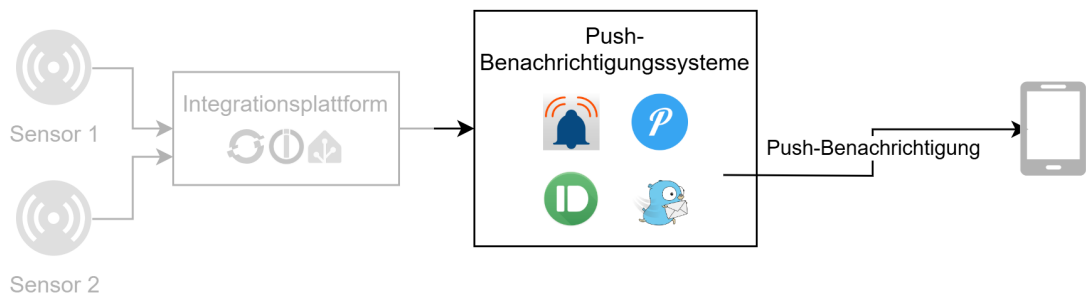 Sensor 1
Sensor 2
Integrationsplattform
Push-
Benachrichtigungssysteme
Push-Benachrichtigung